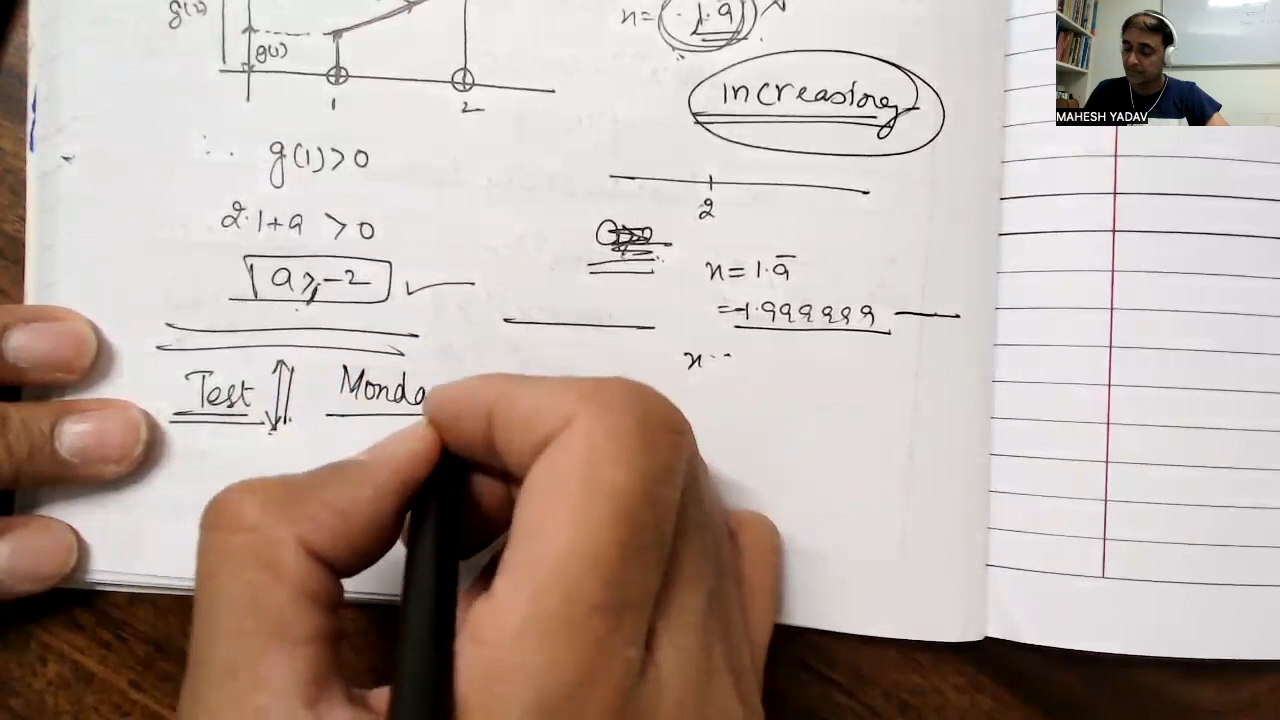 g(1)
1 2
∴ g(1) > 0
2·1+a > 0
a ≥ -2
Test Monda
x = 1.9
increasing
2
x = 1.9̅
= 1.999999
x
MAHESH YADAV